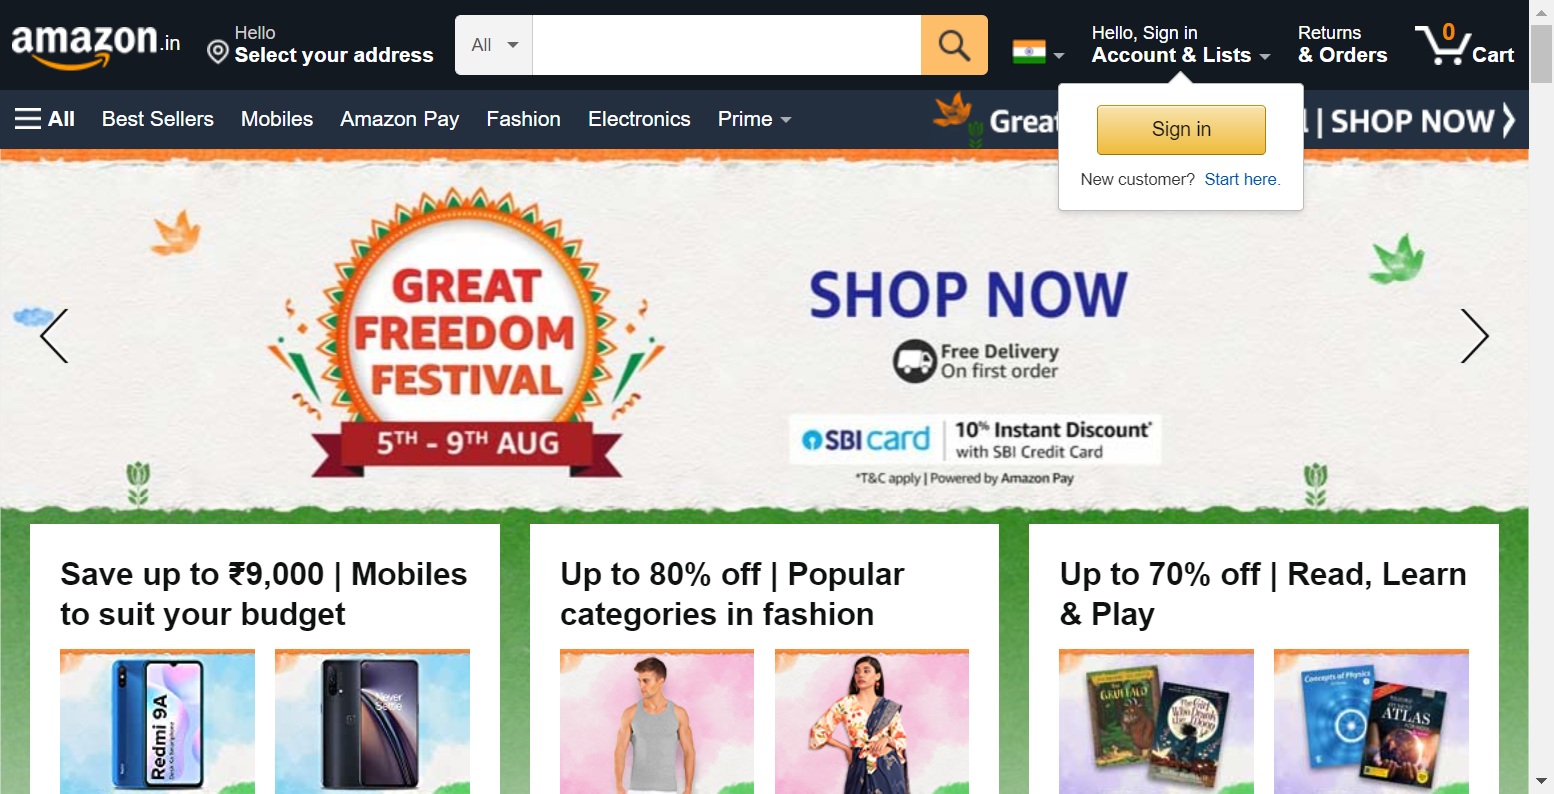 amazon.in
Hello
Select your address
All
Hello, Sign in
Account & Lists
Returns
& Orders
0
Cart
All
Best Sellers
Mobiles
Amazon Pay
Fashion
Electronics
Prime
Great
| SHOP NOW
Sign in
New customer? Start here.
GREAT
FREEDOM
FESTIVAL
5TH - 9TH AUG
SHOP NOW
Free Delivery
On first order
SBI card
10% Instant Discount*
with SBI Credit Card
*T&C apply | Powered by Amazon Pay
Save up to ₹9,000 | Mobiles
to suit your budget
Up to 80% off | Popular
categories in fashion
Up to 70% off | Read, Learn
& Play
Redmi 9A
Desh Ka Smartphone
Never
Settle
THE
GRUFFALO
The Girl
Who Drank
the Moon
Concepts of Physics
STUDENT
ATLAS